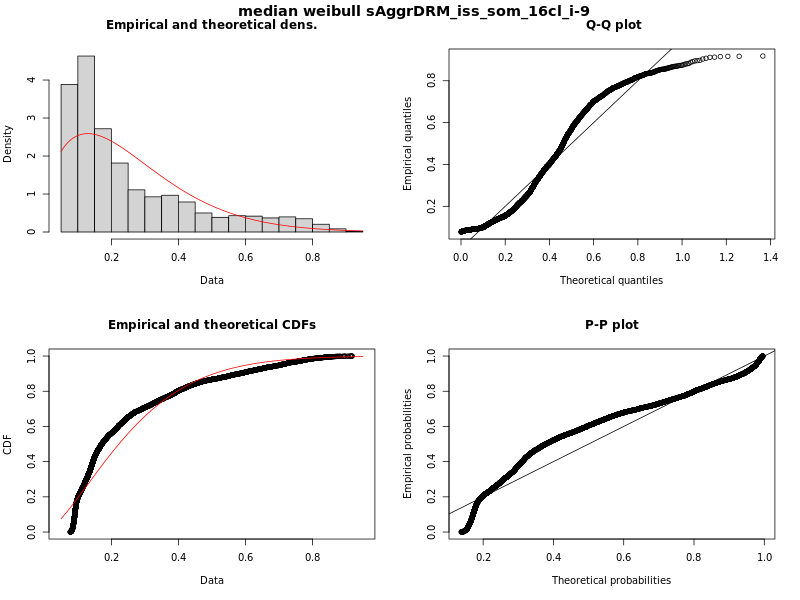 median weibull sAggrDRM_iss_som_16cl_i-9
Empirical and theoretical dens.
Density
0 1 2 3 4
0.2 0.4 0.6 0.8
Data
Q-Q plot
Empirical quantiles
0.2 0.4 0.6 0.8
0.0 0.2 0.4 0.6 0.8 1.0 1.2 1.4
Theoretical quantiles
Empirical and theoretical CDFs
CDF
0.0 0.2 0.4 0.6 0.8 1.0
0.2 0.4 0.6 0.8
Data
P-P plot
Empirical probabilities
0.0 0.2 0.4 0.6 0.8 1.0
0.2 0.4 0.6 0.8 1.0
Theoretical probabilities